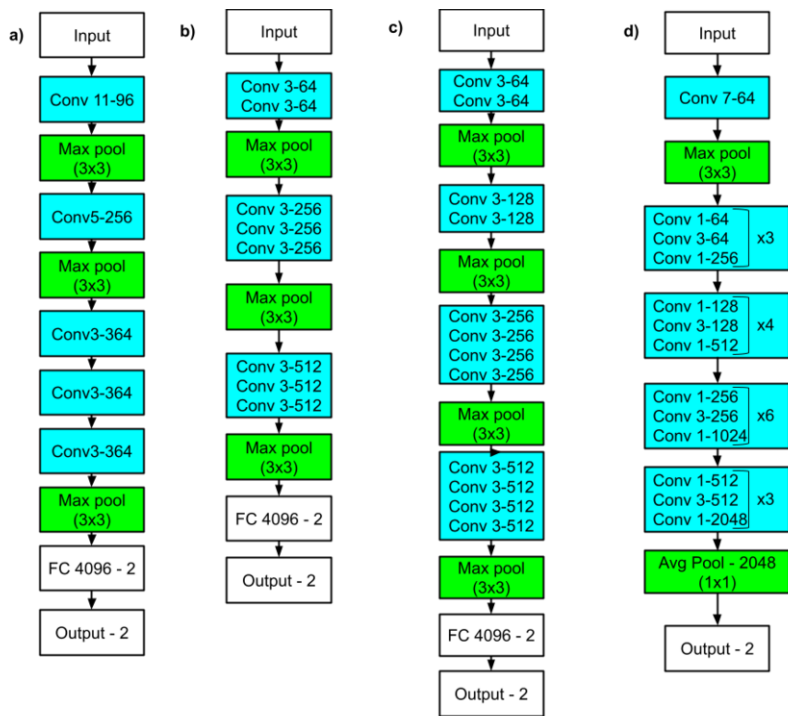 a)
Input
Conv 11-96
Max pool
(3x3)
Conv5-256
Max pool
(3x3)
Conv3-364
Conv3-364
Conv3-364
Max pool
(3x3)
FC 4096 - 2
Output - 2
b)
Input
Conv 3-64
Conv 3-64
Max pool
(3x3)
Conv 3-256
Conv 3-256
Conv 3-256
Max pool
(3x3)
Conv 3-512
Conv 3-512
Conv 3-512
Max pool
(3x3)
FC 4096 - 2
Output - 2
c)
Input
Conv 3-64
Conv 3-64
Max pool
(3x3)
Conv 3-128
Conv 3-128
Max pool
(3x3)
Conv 3-256
Conv 3-256
Conv 3-256
Conv 3-256
Max pool
(3x3)
Conv 3-512
Conv 3-512
Conv 3-512
Conv 3-512
Max pool
(3x3)
FC 4096 - 2
Output - 2
d)
Input
Conv 7-64
Max pool
(3x3)
Conv 1-64
Conv 3-64 x3
Conv 1-256
Conv 1-128
Conv 3-128 x4
Conv 1-512
Conv 1-256
Conv 3-256 x6
Conv 1-1024
Conv 1-512
Conv 3-512 x3
Conv 1-2048
Avg Pool - 2048
(1x1)
Output - 2